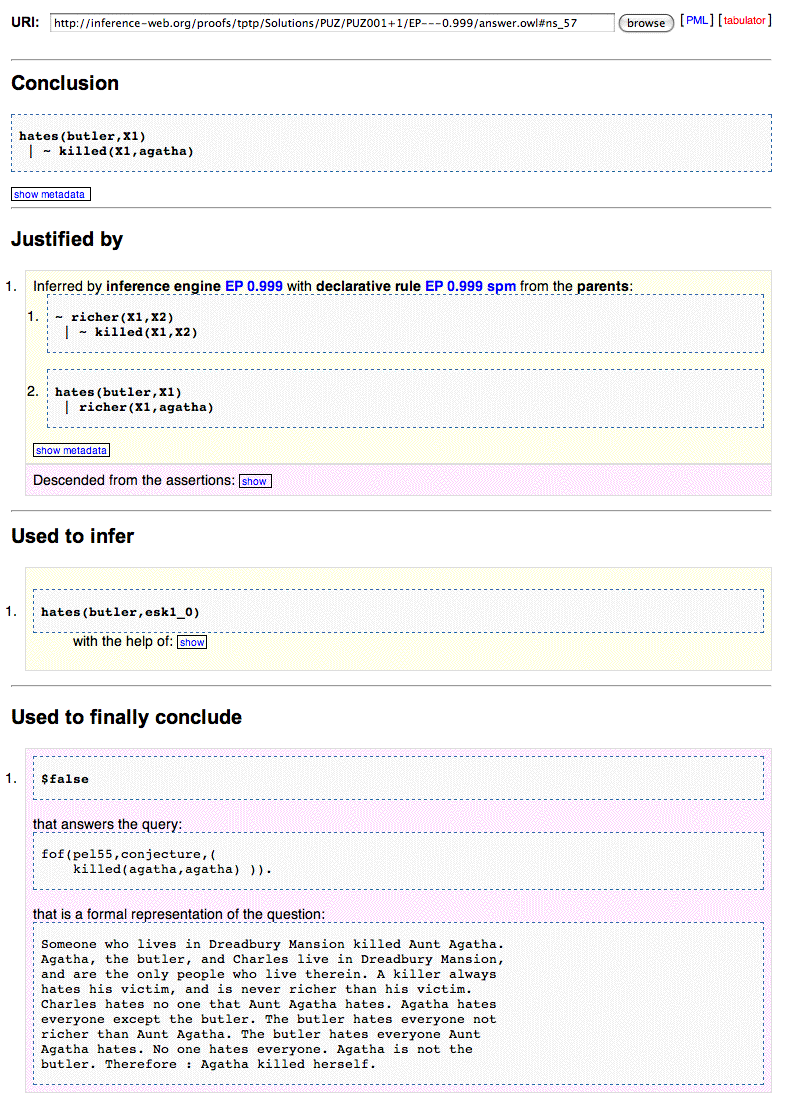 URI: http://inference-web.org/proofs/tptp/Solutions/PUZ/PUZ001+1/EP---0.999/answer.owl#ns_57 browse [PML] [tabulator]
Conclusion
hates(butler,X1)
| ~ killed(X1,agatha)
show metadata
Justified by
1. Inferred by inference engine EP 0.999 with declarative rule EP 0.999 spm from the parents:
1. ~ richer(X1,X2)
| ~ killed(X1,X2)
2. hates(butler,X1)
| richer(X1,agatha)
show metadata
Descended from the assertions: show
Used to infer
1. hates(butler,esk1_0)
with the help of: show
Used to finally conclude
1. $false
that answers the query:
fof(pel55,conjecture,(
killed(agatha,agatha) )).
that is a formal representation of the question:
Someone who lives in Dreadbury Mansion killed Aunt Agatha.
Agatha, the butler, and Charles live in Dreadbury Mansion,
and are the only people who live therein. A killer always
hates his victim, and is never richer than his victim.
Charles hates no one that Aunt Agatha hates. Agatha hates
everyone except the butler. The butler hates everyone not
richer than Aunt Agatha. The butler hates everyone Aunt
Agatha hates. No one hates everyone. Agatha is not the
butler. Therefore : Agatha killed herself.